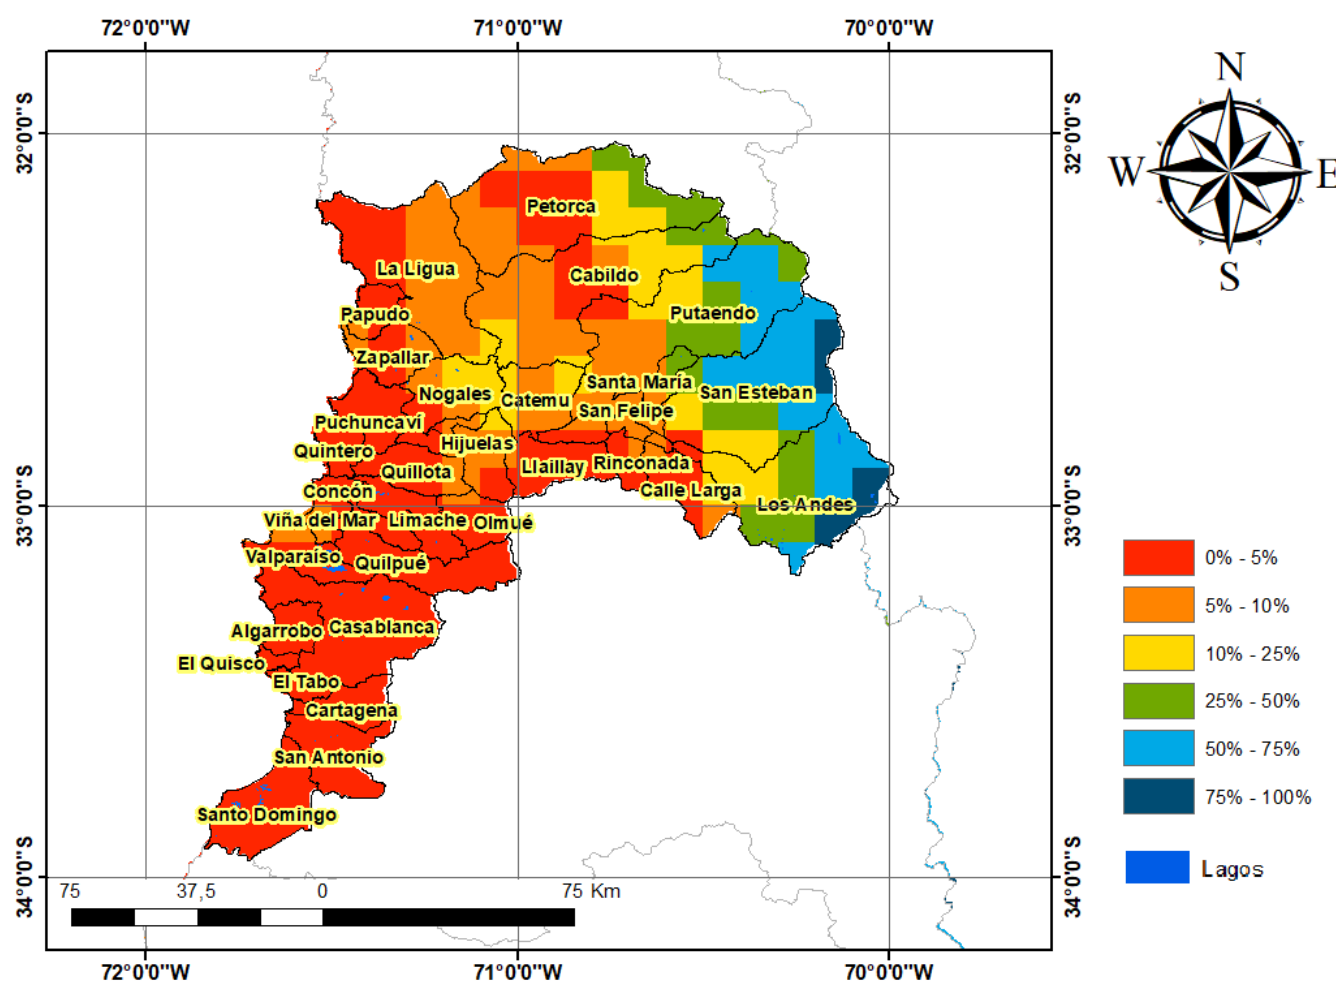 72°0'0"W 71°0'0"W 70°0'0"W
N
W E
S
32°0'0"S 32°0'0"S
Petorca
La Ligua Cabildo
Papudo Putaendo
Zapallar
Santa María
Nogales Catemu San Esteban
San Felipe
Puchuncaví
Quintero Hijuelas
Quillota Llaillay Rinconada
Concón Calle Larga
Los Andes
33°0'0"S 33°0'0"S
Viña del Mar Limache Olmué
Valparaíso Quilpué
Algarrobo Casablanca
El Quisco
El Tabo
Cartagena
San Antonio
Santo Domingo
0% - 5%
5% - 10%
10% - 25%
25% - 50%
50% - 75%
75% - 100%
Lagos
34°0'0"S 34°0'0"S
75 37,5 0 75 Km
72°0'0"W 71°0'0"W 70°0'0"W